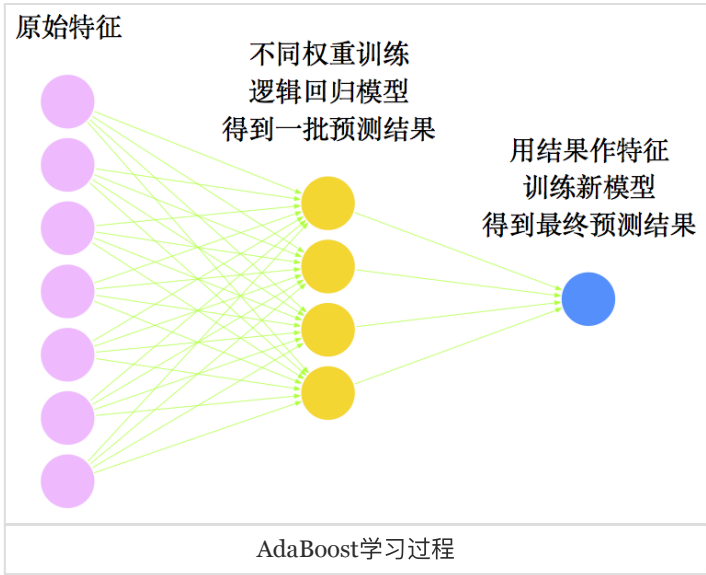 原始特征
不同权重训练
逻辑回归模型
得到一批预测结果
用结果作特征
训练新模型
得到最终预测结果
AdaBoost学习过程